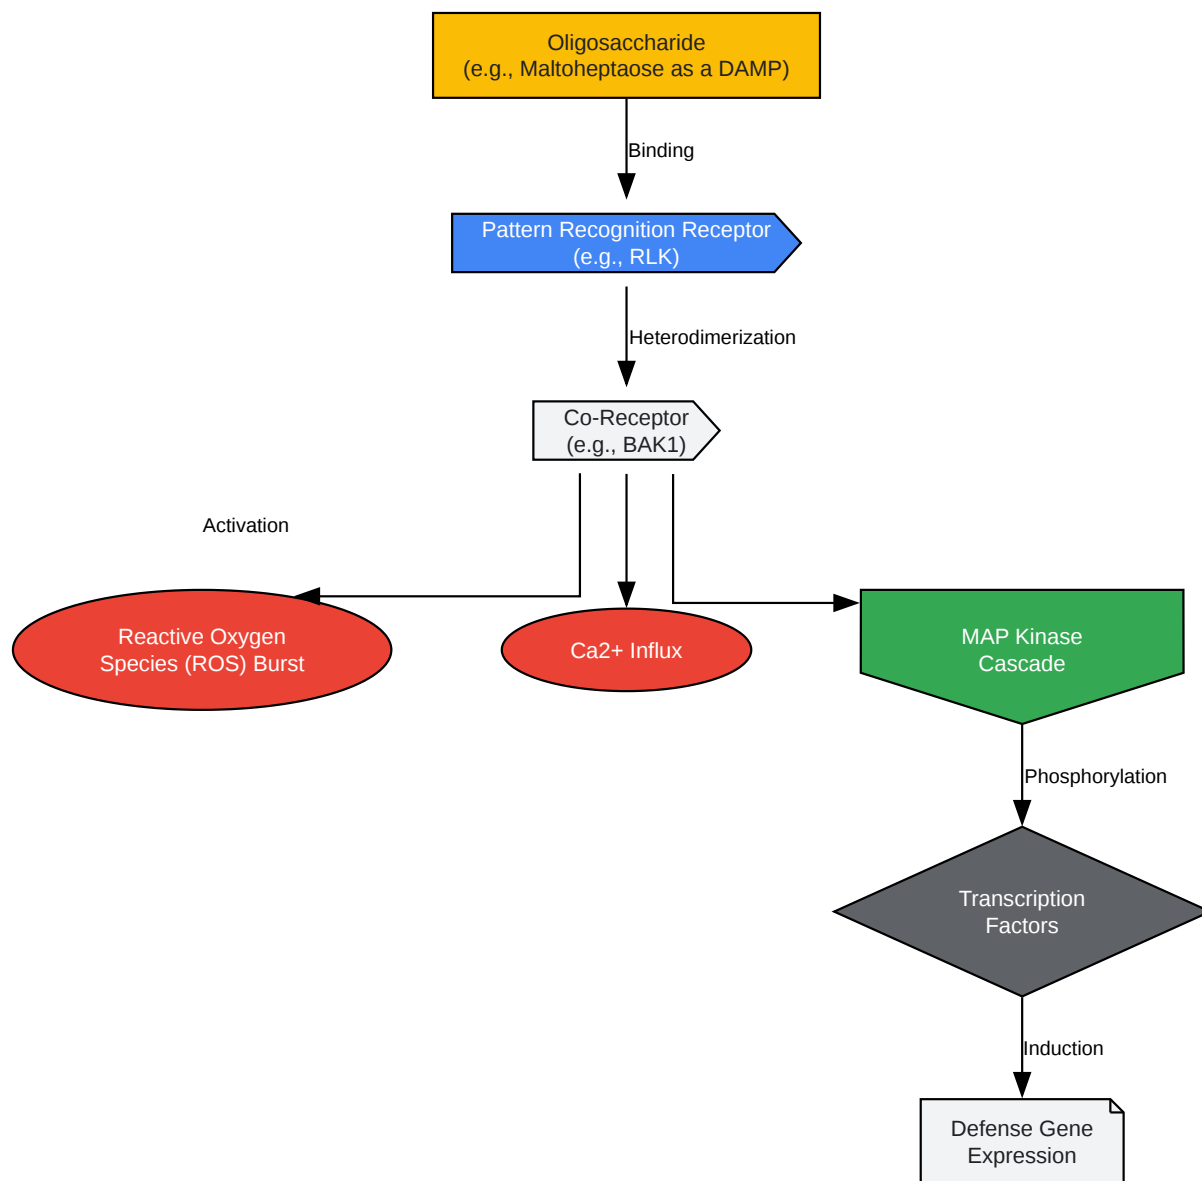 Oligosaccharide
(e.g., Maltoheptaose as a DAMP)
Binding
Pattern Recognition Receptor
(e.g., RLK)
Heterodimerization
Co-Receptor
(e.g., BAK1)
Activation
Reactive Oxygen
Species (ROS) Burst
Ca2+ Influx
MAP Kinase
Cascade
Phosphorylation
Transcription
Factors
Induction
Defense Gene
Expression